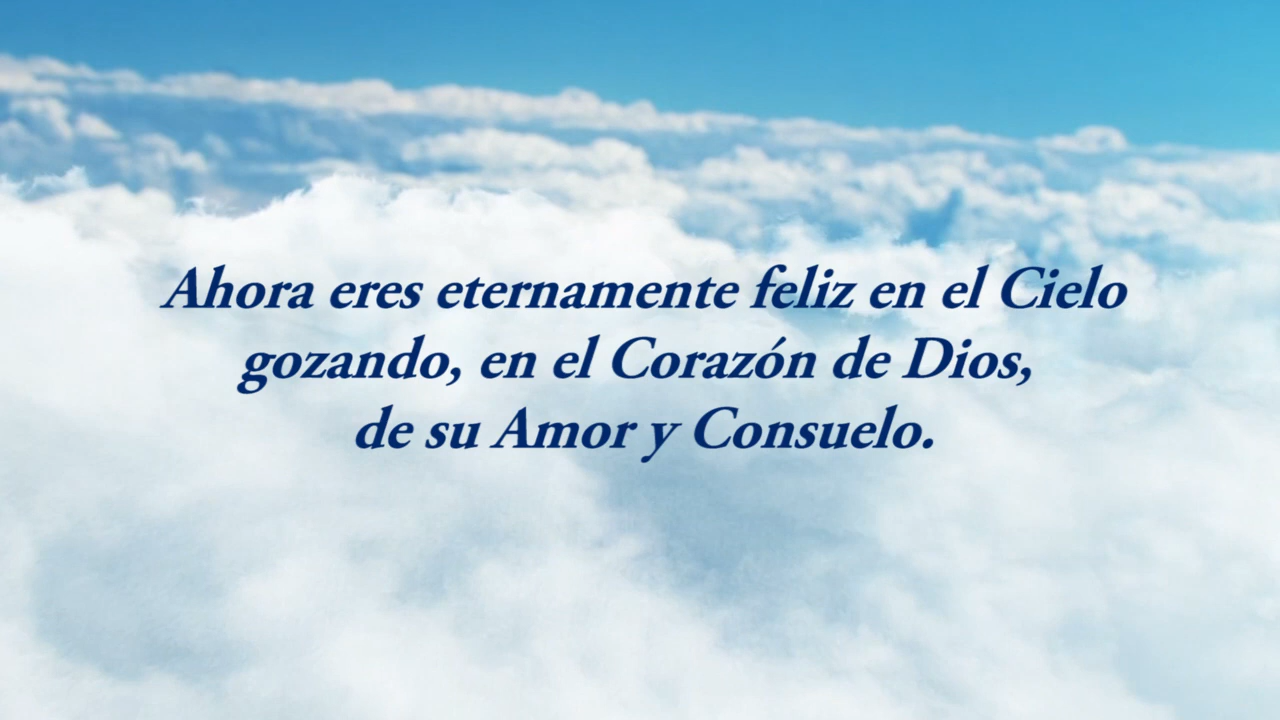 Ahora eres eternamente feliz en el Cielo
gozando, en el Corazón de Dios,
de su Amor y Consuelo.